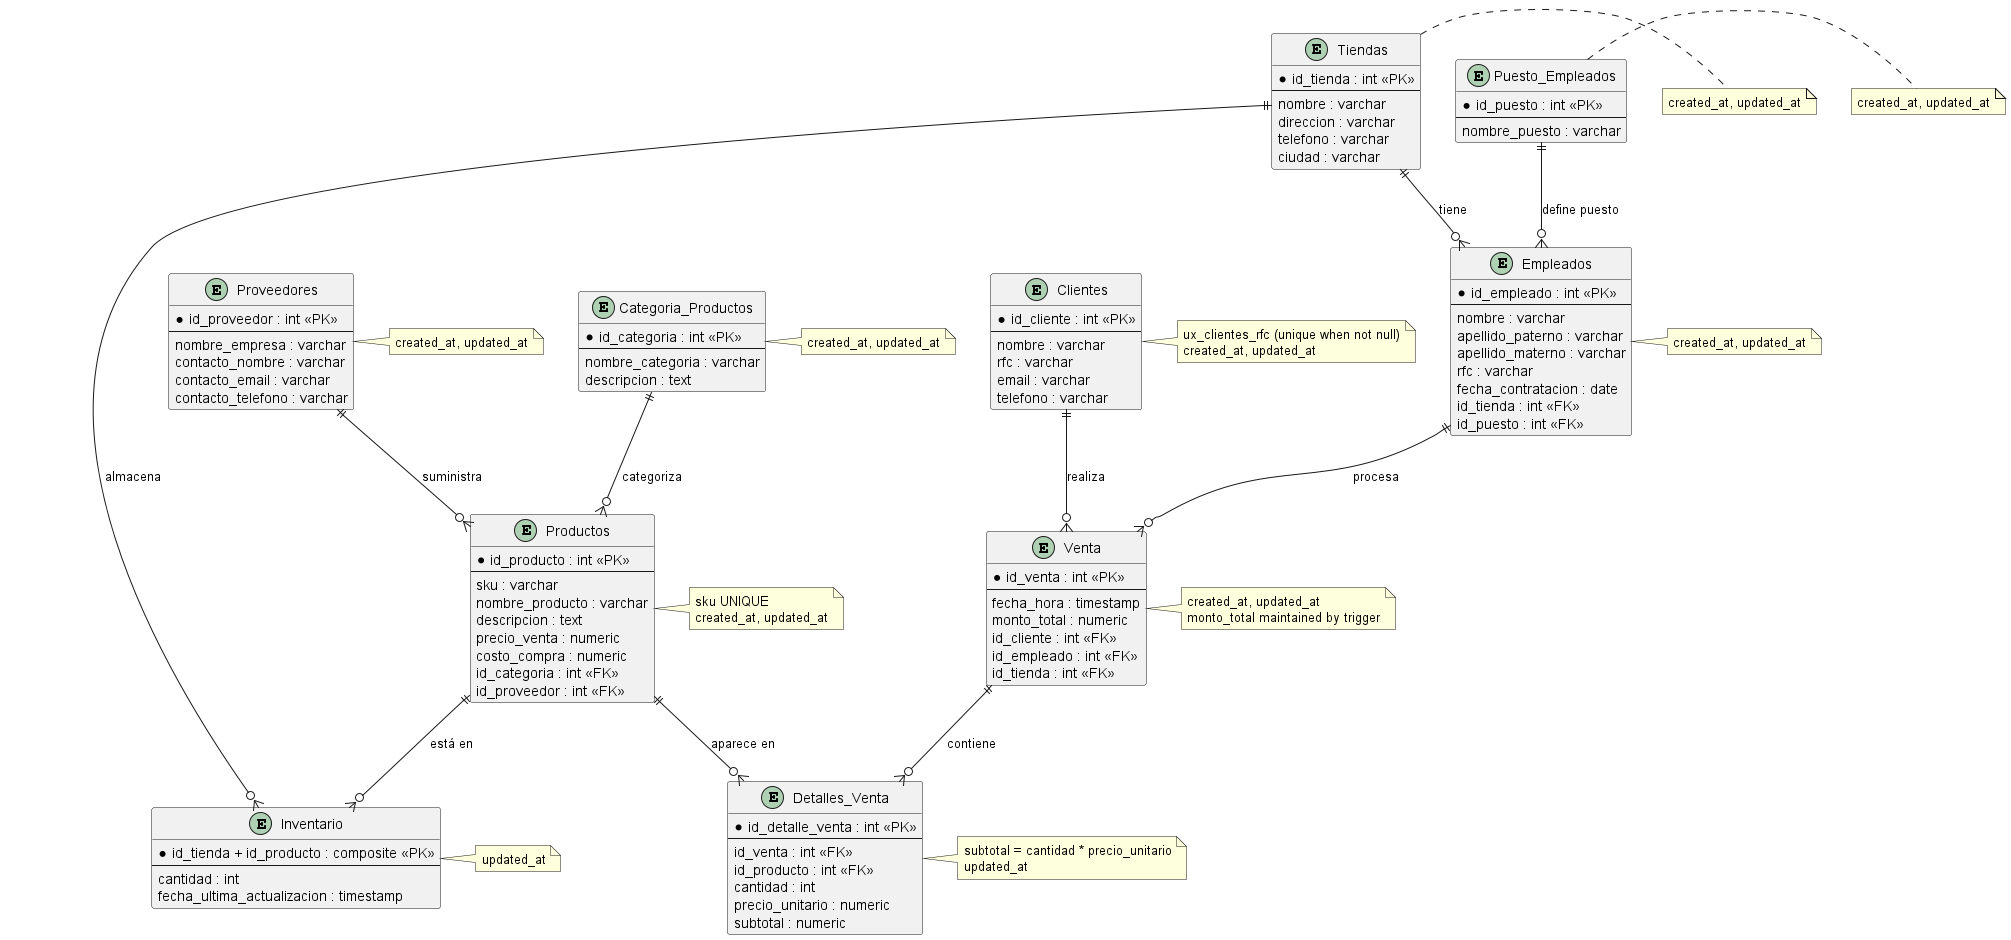 E Tiendas
* id_tienda : int «PK»
nombre : varchar
direccion : varchar
telefono : varchar
ciudad : varchar
created_at, updated_at
E Puesto_Empleados
* id_puesto : int «PK»
nombre_puesto : varchar
created_at, updated_at
tiene
define puesto
E Proveedores
* id_proveedor : int «PK»
nombre_empresa : varchar
contacto_nombre : varchar
contacto_email : varchar
contacto_telefono : varchar
created_at, updated_at
E Categoria_Productos
* id_categoria : int «PK»
nombre_categoria : varchar
descripcion : text
created_at, updated_at
E Clientes
* id_cliente : int «PK»
nombre : varchar
rfc : varchar
email : varchar
telefono : varchar
ux_clientes_rfc (unique when not null)
created_at, updated_at
E Empleados
* id_empleado : int «PK»
nombre : varchar
apellido_paterno : varchar
apellido_materno : varchar
rfc : varchar
fecha_contratacion : date
id_tienda : int «FK»
id_puesto : int «FK»
created_at, updated_at
almacena
suministra
categoriza
realiza
procesa
E Productos
* id_producto : int «PK»
sku : varchar
nombre_producto : varchar
descripcion : text
precio_venta : numeric
costo_compra : numeric
id_categoria : int «FK»
id_proveedor : int «FK»
sku UNIQUE
created_at, updated_at
E Venta
* id_venta : int «PK»
fecha_hora : timestamp
monto_total : numeric
id_cliente : int «FK»
id_empleado : int «FK»
id_tienda : int «FK»
created_at, updated_at
monto_total maintained by trigger
está en
aparece en
contiene
E Inventario
* id_tienda + id_producto : composite «PK»
cantidad : int
fecha_ultima_actualizacion : timestamp
updated_at
E Detalles_Venta
* id_detalle_venta : int «PK»
id_venta : int «FK»
id_producto : int «FK»
cantidad : int
precio_unitario : numeric
subtotal : numeric
subtotal = cantidad * precio_unitario
updated_at